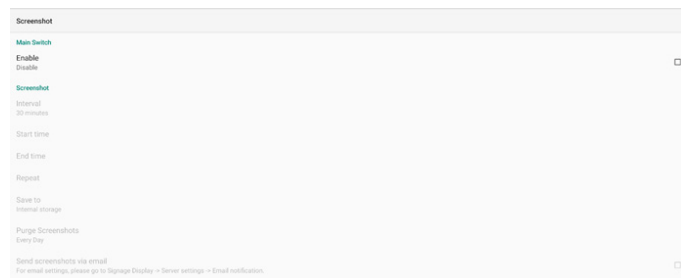 Screenshot
Main Switch
Enable
Disable
Screenshot
Interval
30 minutes
Start time
End time
Repeat
Save to
Internal storage
Purge Screenshots
Every Day
Send screenshots via email
For email settings, please go to Signage Display -> Server settings -> Email notification.